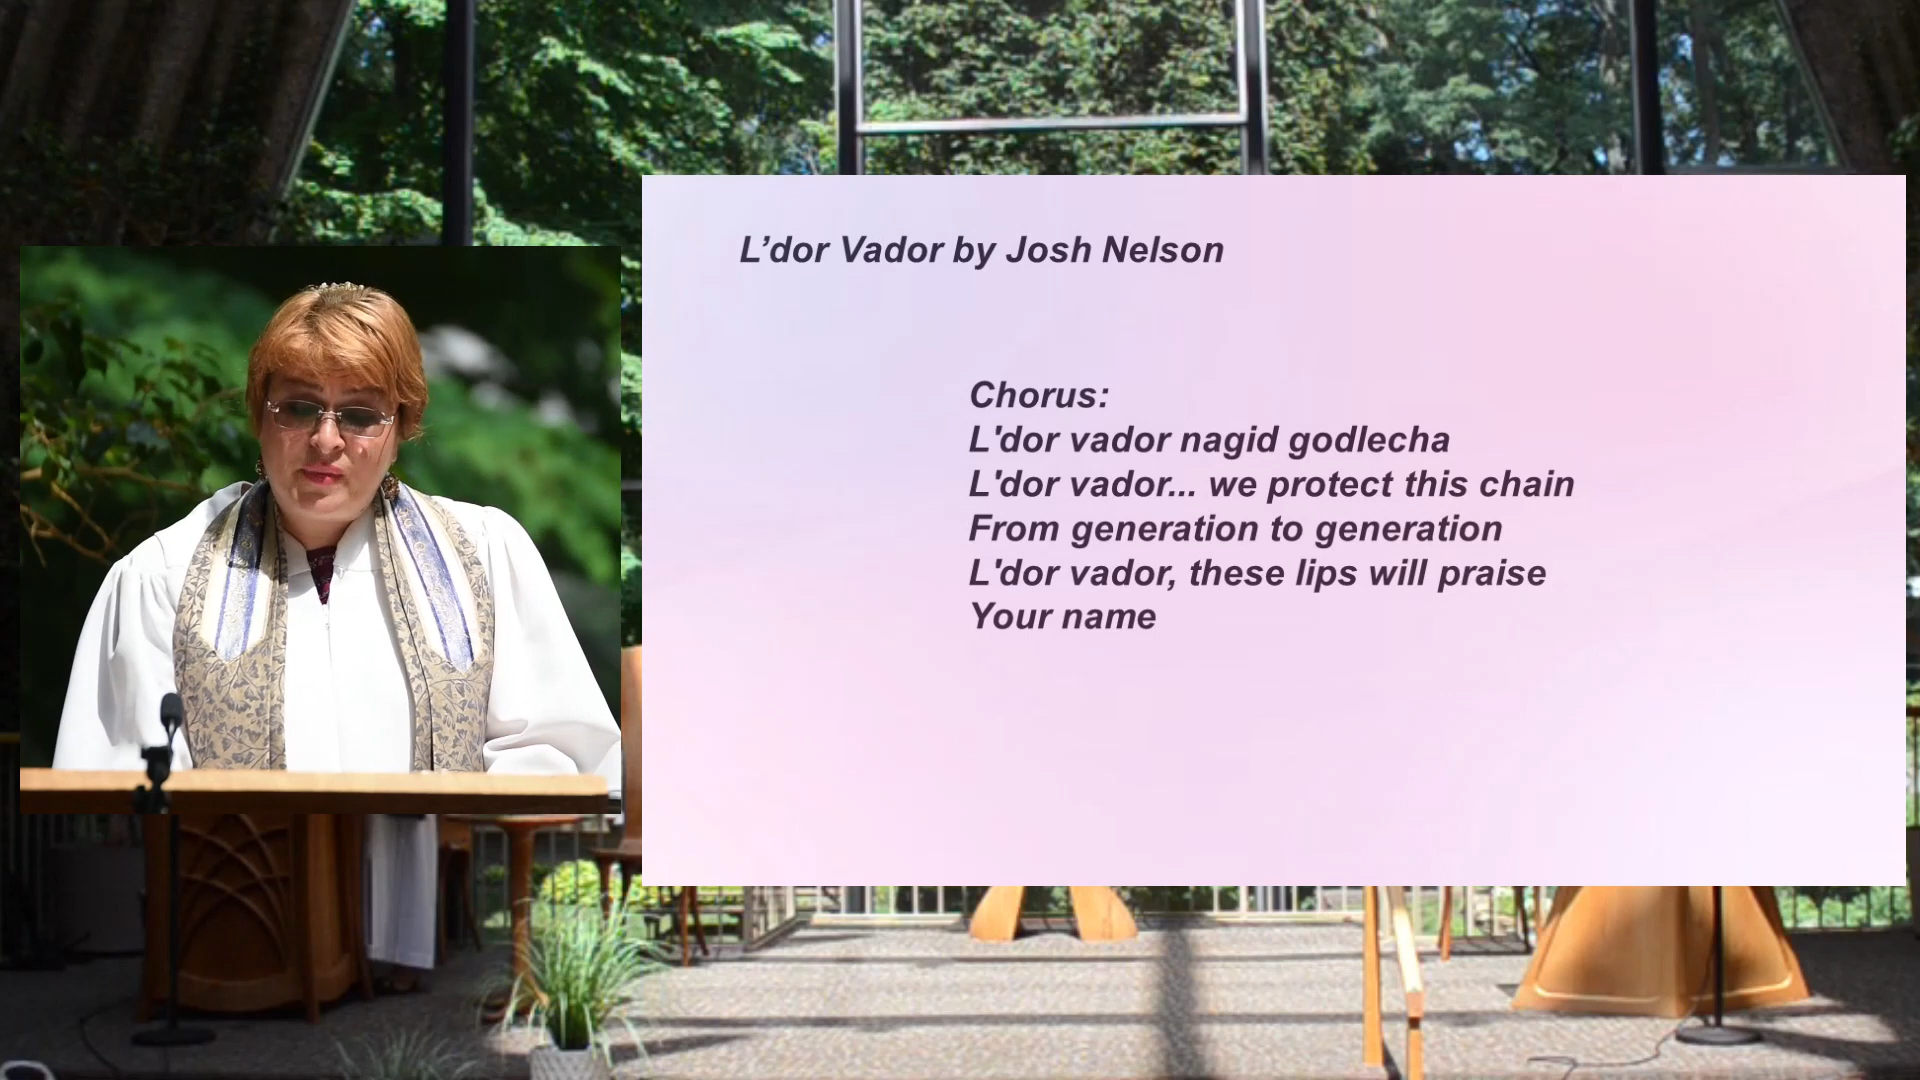 L’dor Vador by Josh Nelson
Chorus:
L'dor vador nagid godlecha
L'dor vador... we protect this chain
From generation to generation
L'dor vador, these lips will praise
Your name